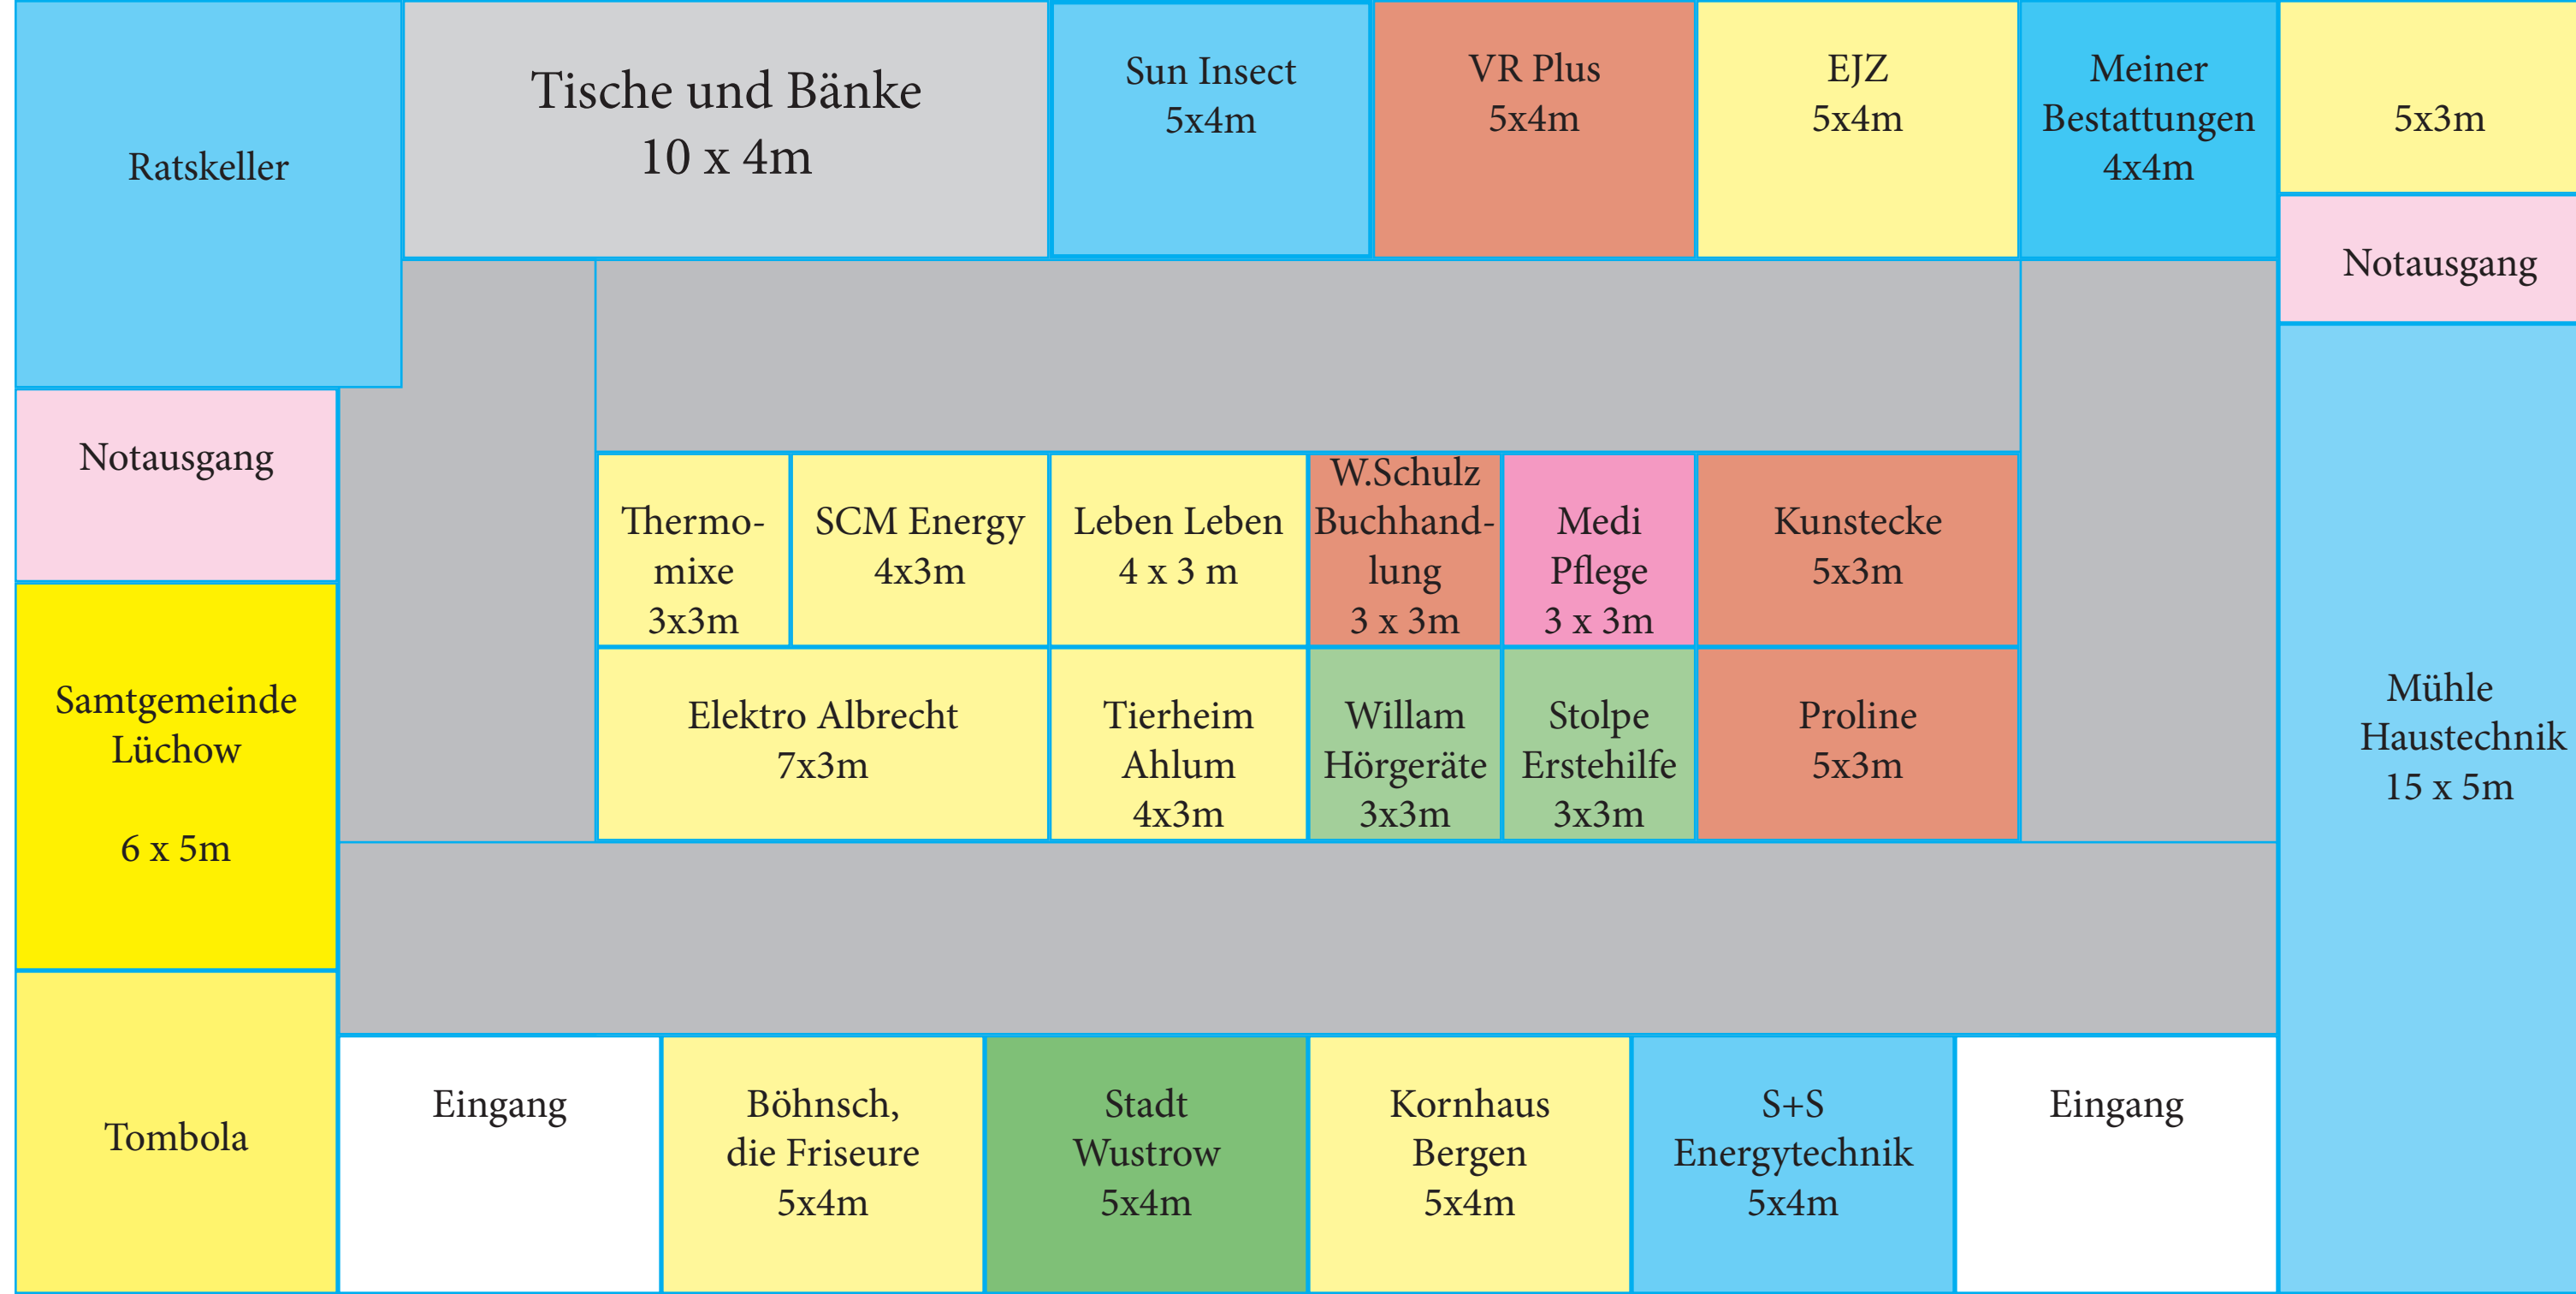 Ratskeller
Tische und Bänke
10 x 4m
Sun Insect
5x4m
VR Plus
5x4m
EJZ
5x4m
Meiner
Bestattungen
4x4m
5x3m
Notausgang
Notausgang
Thermo-
mixe
3x3m
SCM Energy
4x3m
Leben Leben
4 x 3 m
W.Schulz
Buchhand-
lung
3 x 3m
Medi
Pflege
3 x 3m
Kunstecke
5x3m
Samtgemeinde
Lüchow
6 x 5m
Elektro Albrecht
7x3m
Tierheim
Ahlum
4x3m
Willam
Hörgeräte
3x3m
Stolpe
Erstehilfe
3x3m
Proline
5x3m
Mühle
Haustechnik
15 x 5m
Tombola
Eingang
Böhnsch,
die Friseure
5x4m
Stadt
Wustrow
5x4m
Kornhaus
Bergen
5x4m
S+S
Energytechnik
5x4m
Eingang